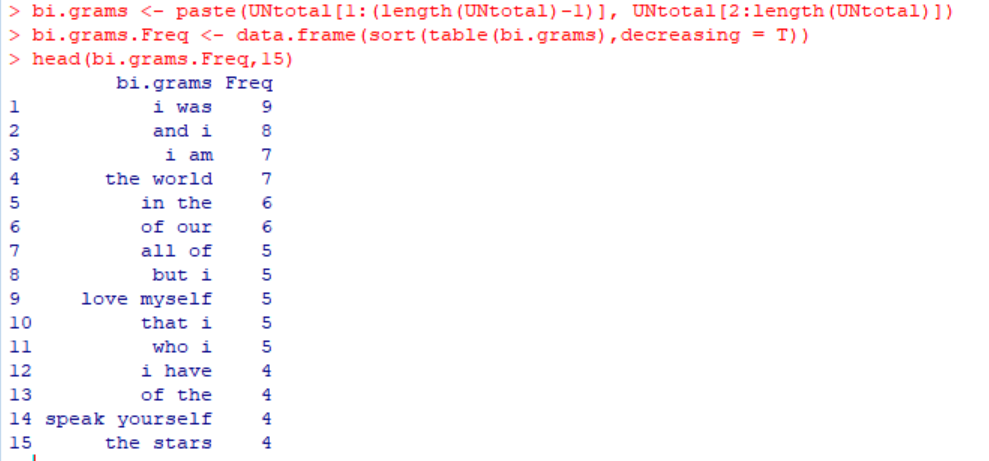 > bi.grams <- paste(UNtotal[1:(length(UNtotal)-1)], UNtotal[2:length(UNtotal)])
> bi.grams.Freq <- data.frame(sort(table(bi.grams),decreasing = T))
> head(bi.grams.Freq,15)
bi.grams Freq
1 i was 9
2 and i 8
3 i am 7
4 the world 7
5 in the 6
6 of our 6
7 all of 5
8 but i 5
9 love myself 5
10 that i 5
11 who i 5
12 i have 4
13 of the 4
14 speak yourself 4
15 the stars 4